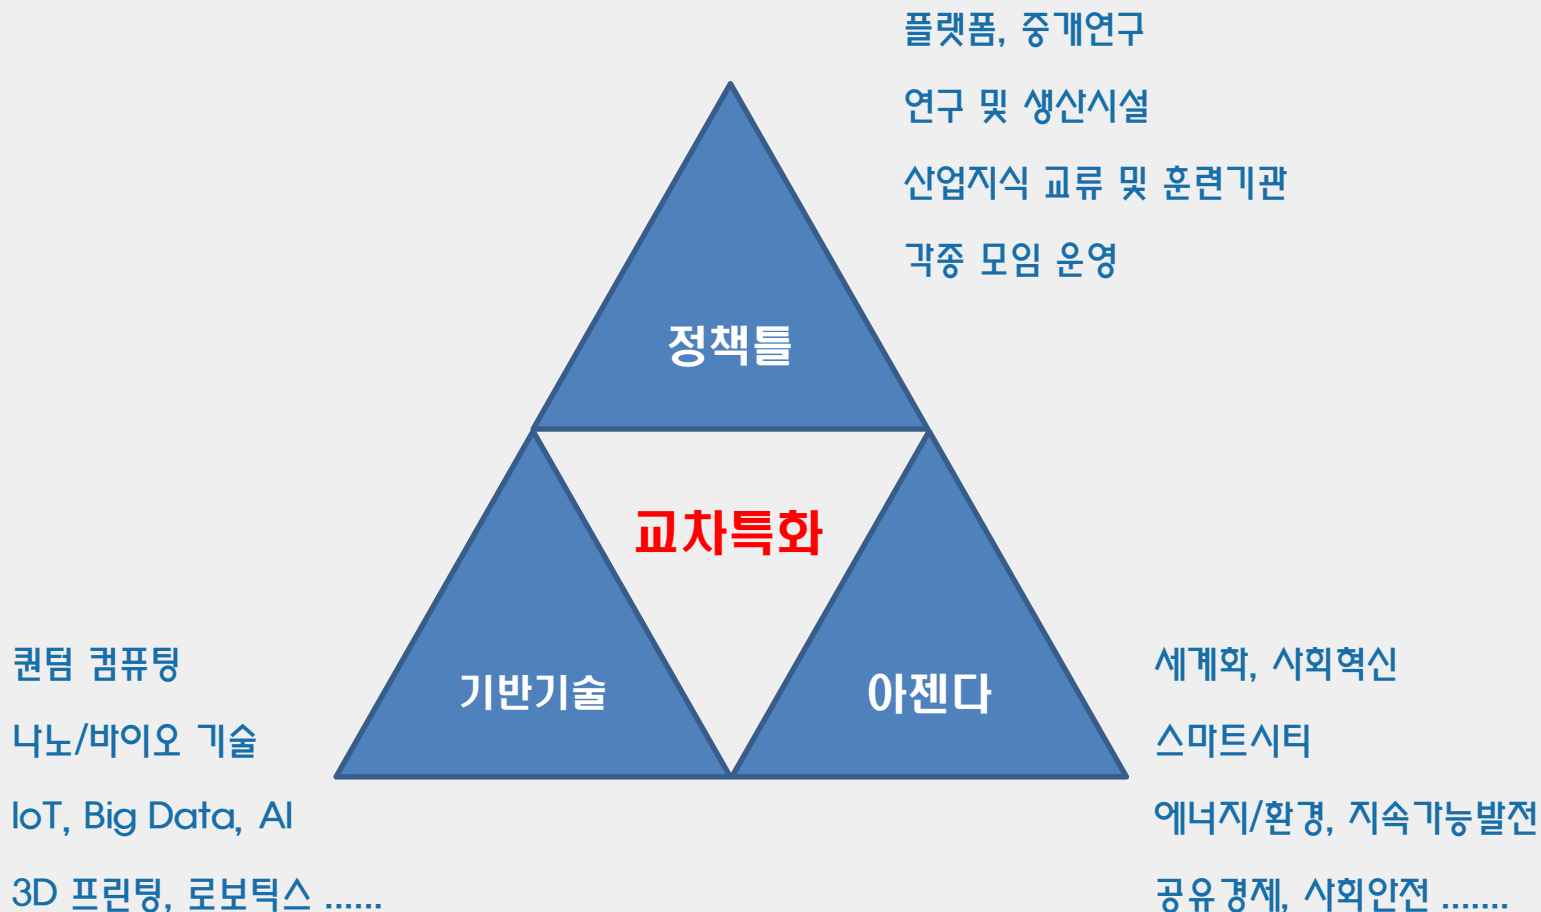 플랫폼, 중개연구
연구 및 생산시설
산업지식 교류 및 훈련기관
각종 모임 운영
정책틀
교차특화
기반기술
아젠다
퀀텀 컴퓨팅
나노/바이오 기술
IoT, Big Data, AI
3D 프린팅, 로보틱스 ......
세계화, 사회혁신
스마트시티
에너지/환경, 지속가능발전
공유경제, 사회안전 .......